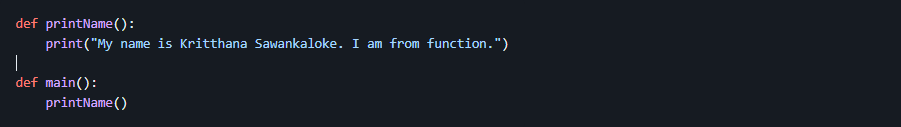 def printName():
    print("My name is Kritthana Sawankaloke. I am from function.")
def main():
    printName()